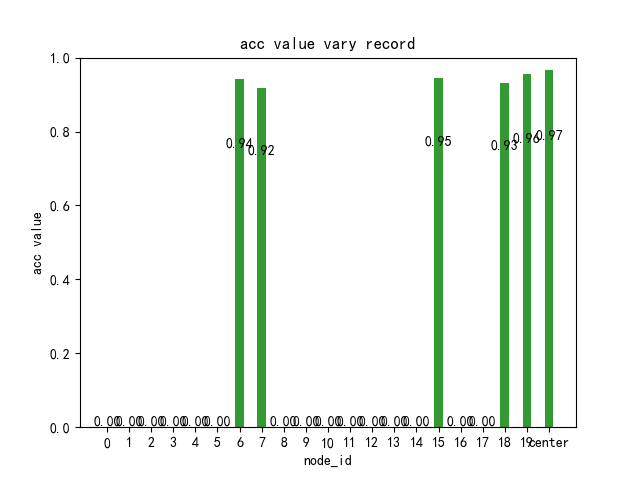 acc value vary record
1.0
0.8
0.6
0.4
0.2
0.0
acc value
0.94
0.92
0.95
0.93
0.96
0.97
0.00 0.00 0.00 0.00 0.00 0.00 0.00 0.00 0.00 0.00 0.00 0.00 0.00 0.00 0.00
0 1 2 3 4 5 6 7 8 9 10 11 12 13 14 15 16 17 18 19 center
node_id